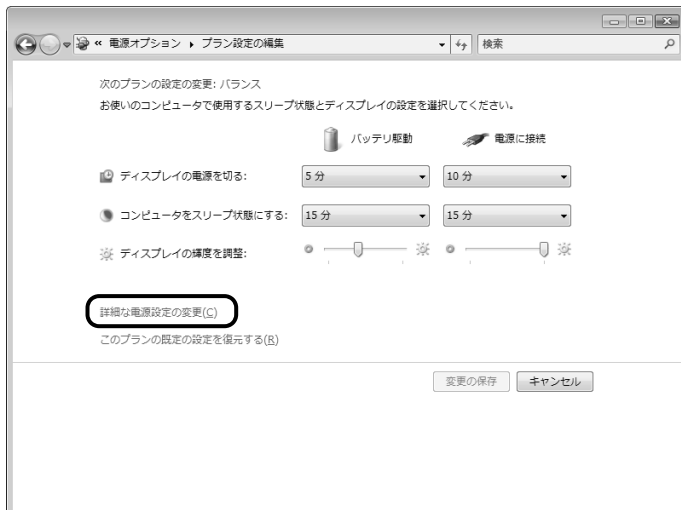 « 電源オプション ▸ プラン設定の編集
検索
次のプランの設定の変更: バランス
お使いのコンピュータで使用するスリープ状態とディスプレイの設定を選択してください。
バッテリ駆動 電源に接続
ディスプレイの電源を切る: 5 分 10 分
コンピュータをスリープ状態にする: 15 分 15 分
ディスプレイの輝度を調整:
詳細な電源設定の変更(C)
このプランの既定の設定を復元する(R)
変更の保存 キャンセル